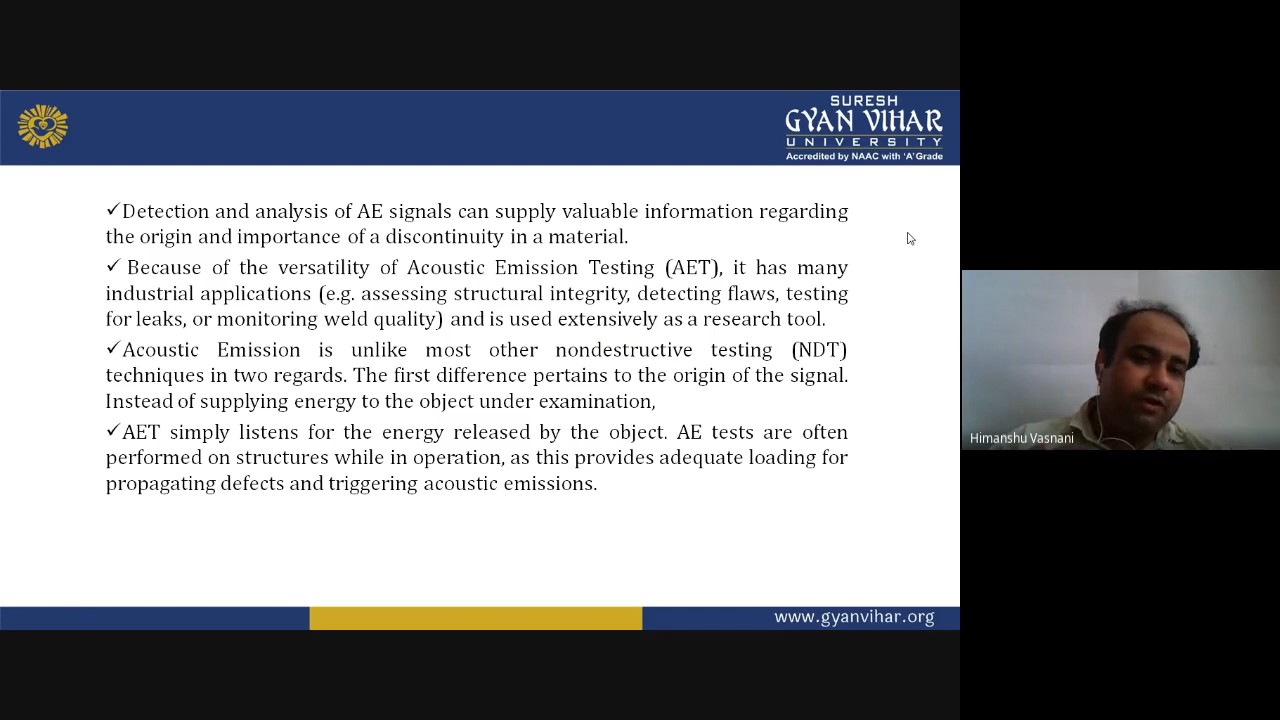 SURESH
GYAN VIHAR
UNIVERSITY
Accredited by NAAC with 'A' Grade
✓Detection and analysis of AE signals can supply valuable information regarding
the origin and importance of a discontinuity in a material.
✓ Because of the versatility of Acoustic Emission Testing (AET), it has many
industrial applications (e.g. assessing structural integrity, detecting flaws, testing
for leaks, or monitoring weld quality) and is used extensively as a research tool.
✓Acoustic Emission is unlike most other nondestructive testing (NDT)
techniques in two regards. The first difference pertains to the origin of the signal.
Instead of supplying energy to the object under examination,
✓AET simply listens for the energy released by the object. AE tests are often
performed on structures while in operation, as this provides adequate loading for
propagating defects and triggering acoustic emissions.
www.gyanvihar.org
Himanshu Vasnani